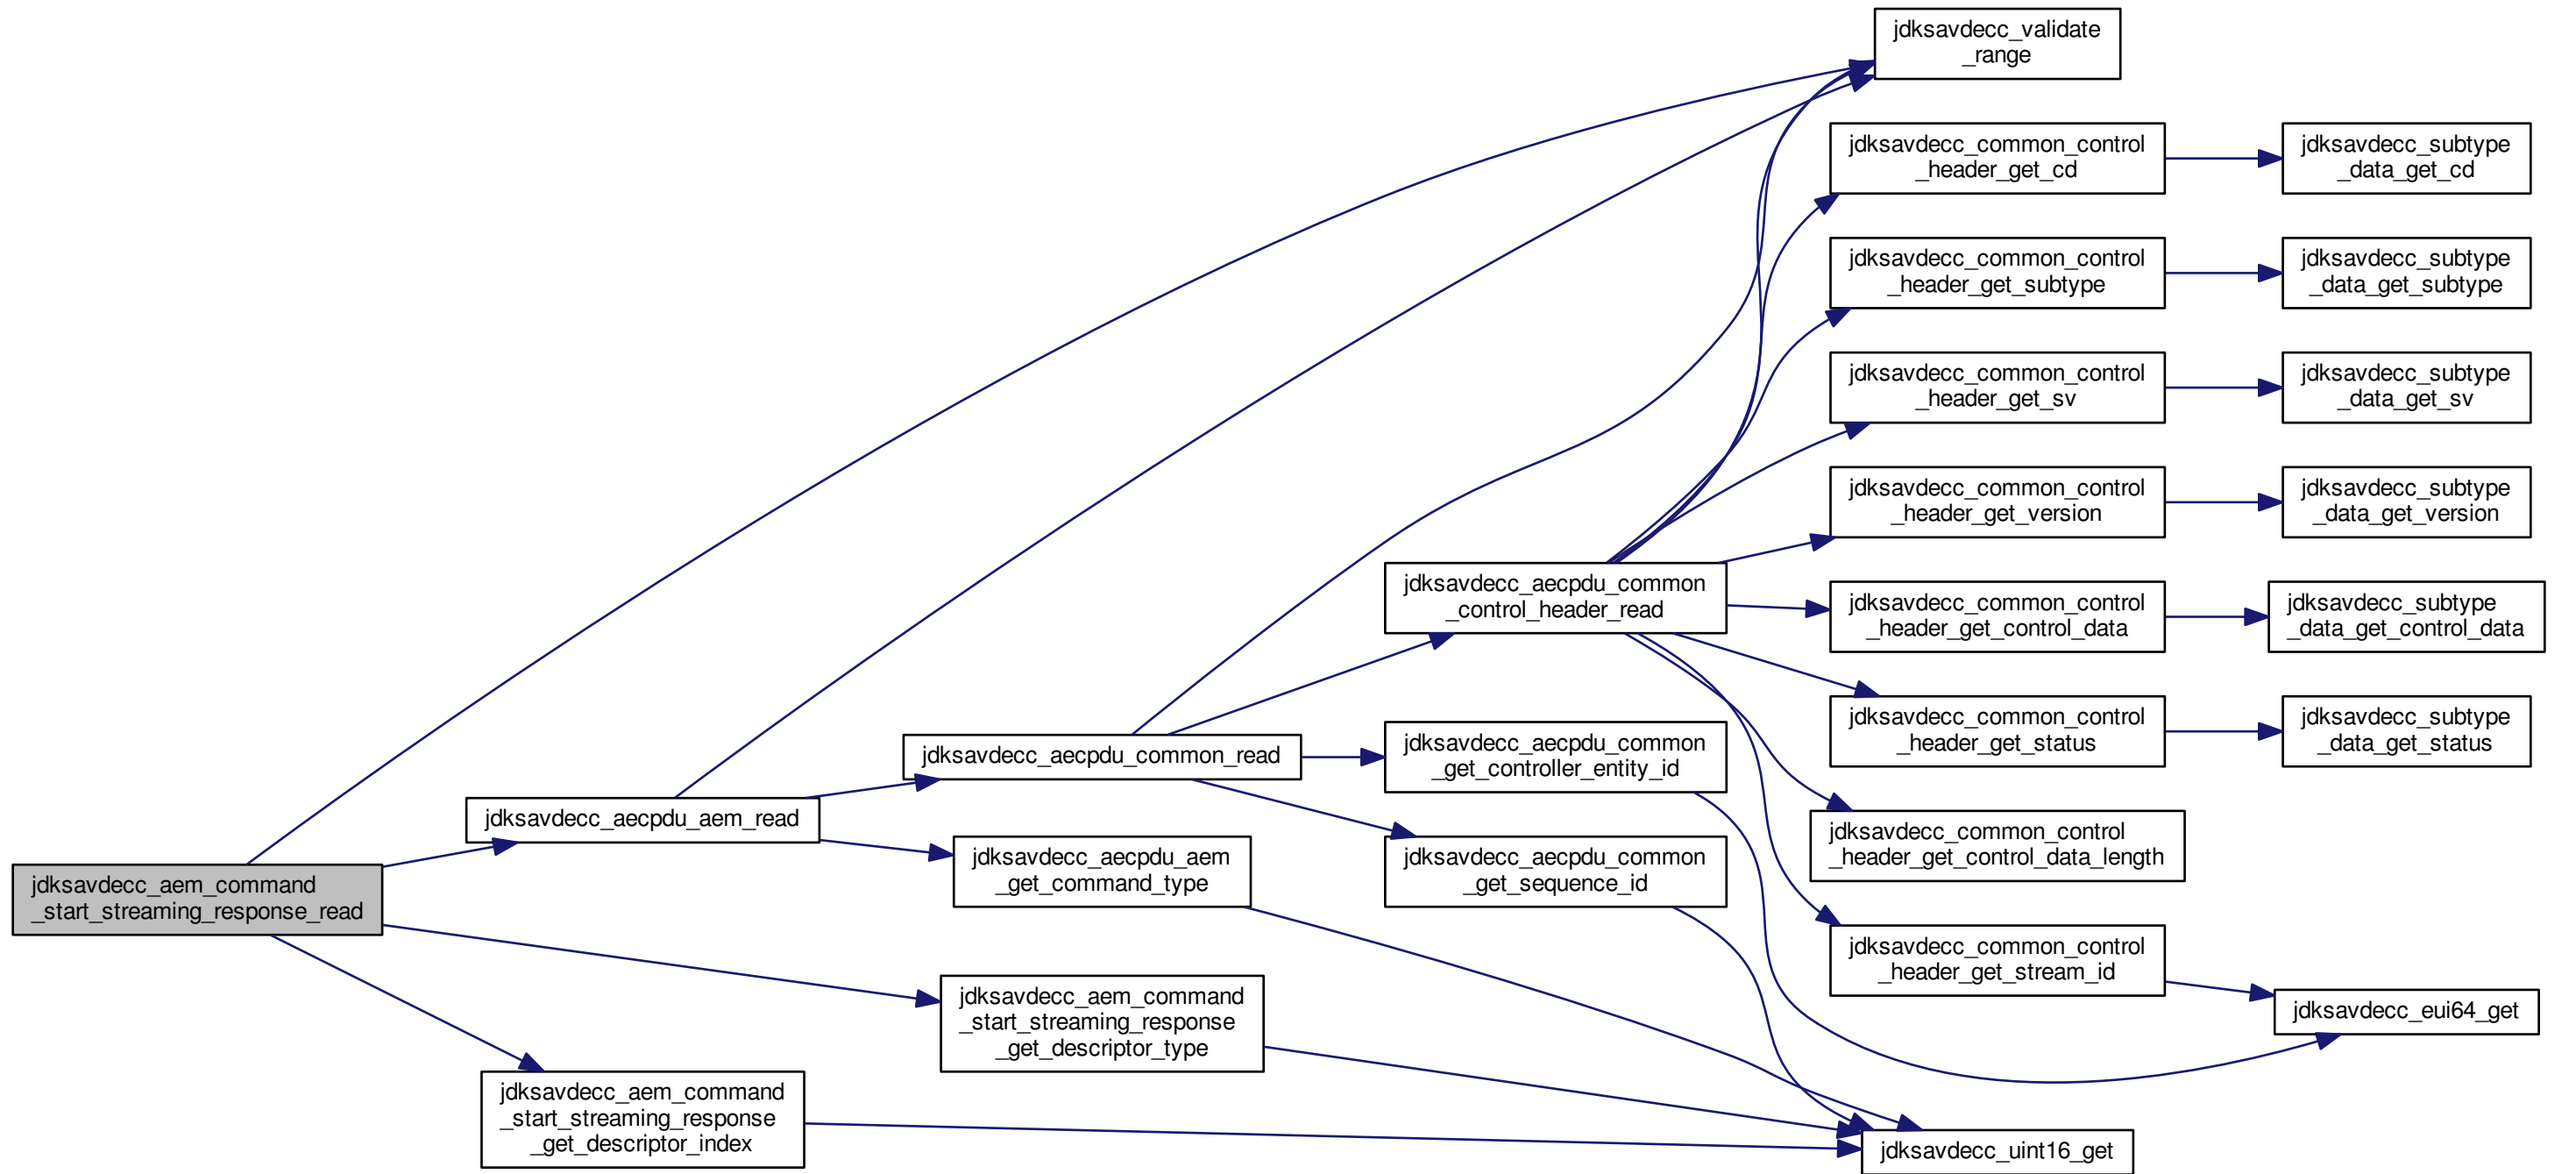 jdksavdecc_validate
_range
jdksavdecc_common_control
_header_get_cd
jdksavdecc_subtype
_data_get_cd
jdksavdecc_common_control
_header_get_subtype
jdksavdecc_subtype
_data_get_subtype
jdksavdecc_common_control
_header_get_sv
jdksavdecc_subtype
_data_get_sv
jdksavdecc_common_control
_header_get_version
jdksavdecc_subtype
_data_get_version
jdksavdecc_aecpdu_common
_control_header_read
jdksavdecc_common_control
_header_get_control_data
jdksavdecc_subtype
_data_get_control_data
jdksavdecc_common_control
_header_get_status
jdksavdecc_subtype
_data_get_status
jdksavdecc_aecpdu_common_read
jdksavdecc_aecpdu_common
_get_controller_entity_id
jdksavdecc_aecpdu_aem_read
jdksavdecc_common_control
_header_get_control_data_length
jdksavdecc_aecpdu_aem
_get_command_type
jdksavdecc_aecpdu_common
_get_sequence_id
jdksavdecc_aem_command
_start_streaming_response_read
jdksavdecc_common_control
_header_get_stream_id
jdksavdecc_aem_command
_start_streaming_response
_get_descriptor_type
jdksavdecc_eui64_get
jdksavdecc_aem_command
_start_streaming_response
_get_descriptor_index
jdksavdecc_uint16_get